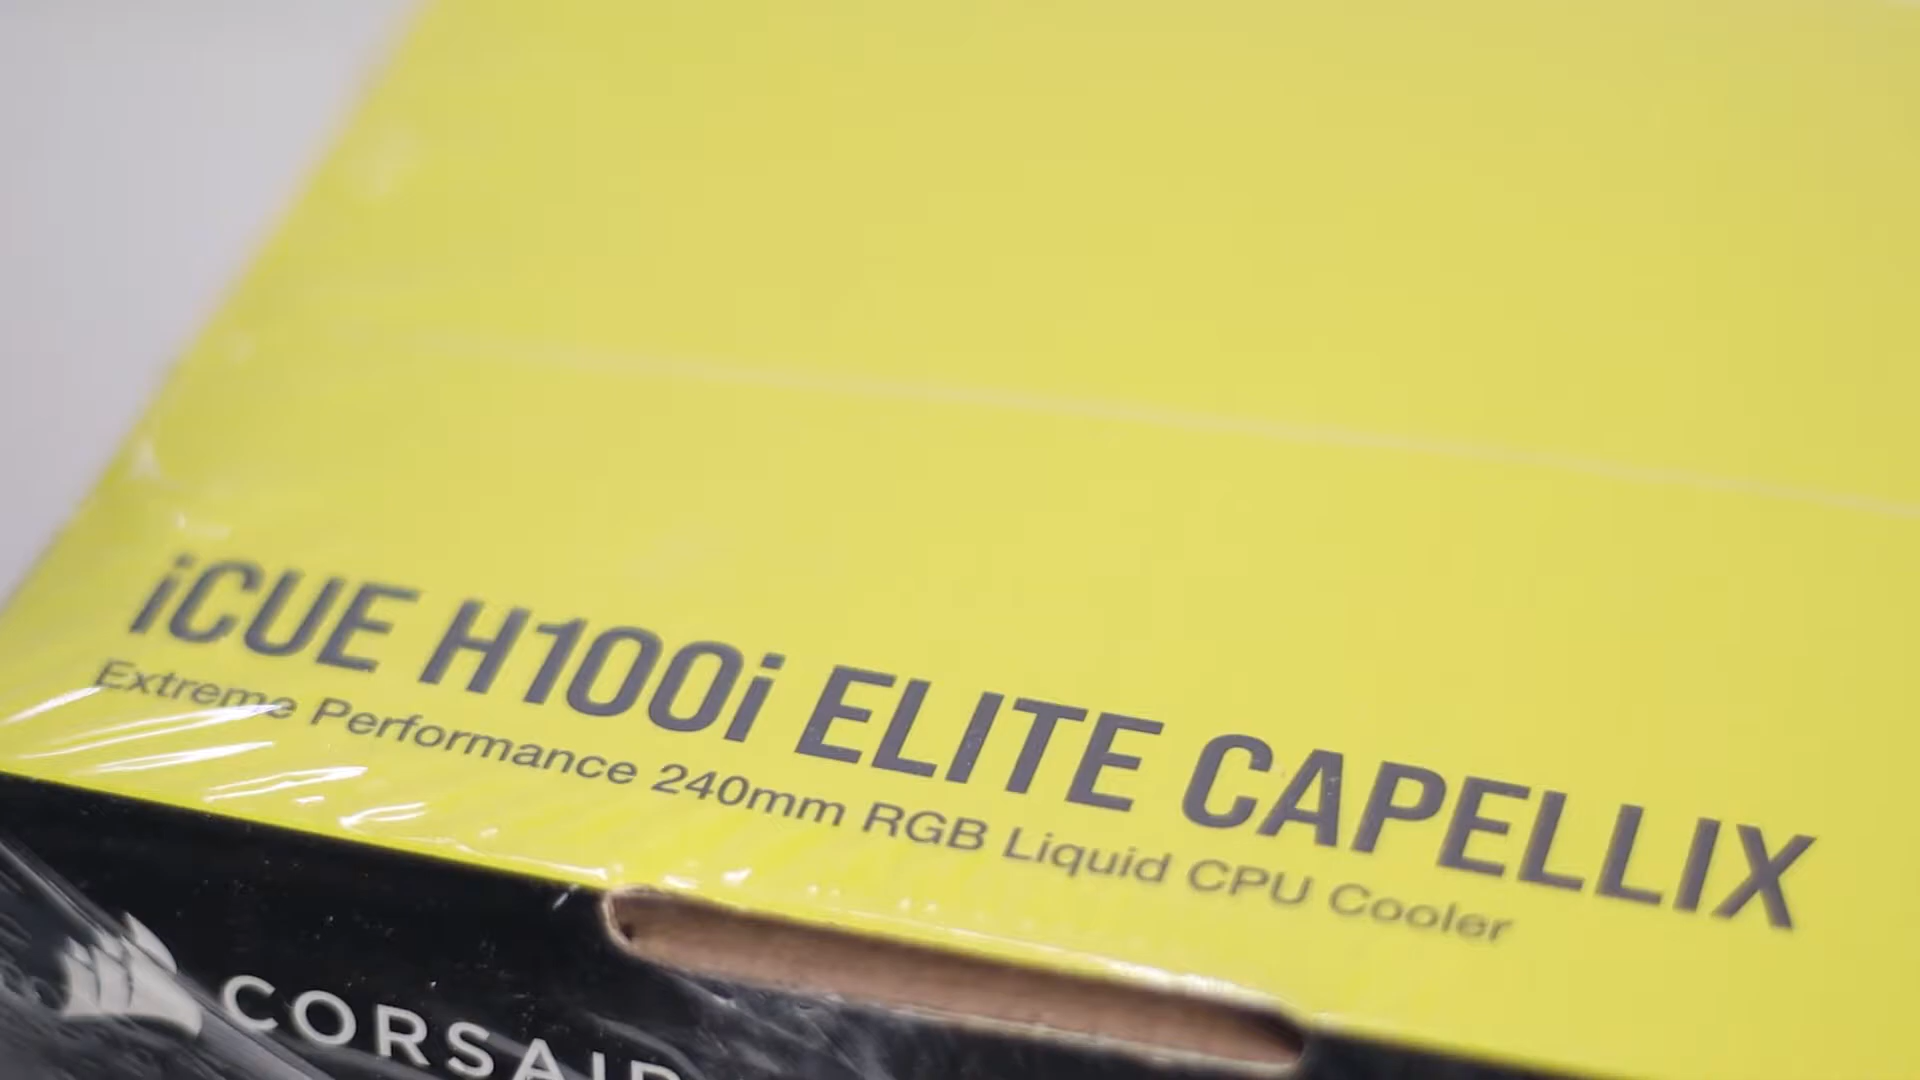 iCUE H100i ELITE CAPELLIX
Extreme Performance 240mm RGB Liquid CPU Cooler
CORSAIR